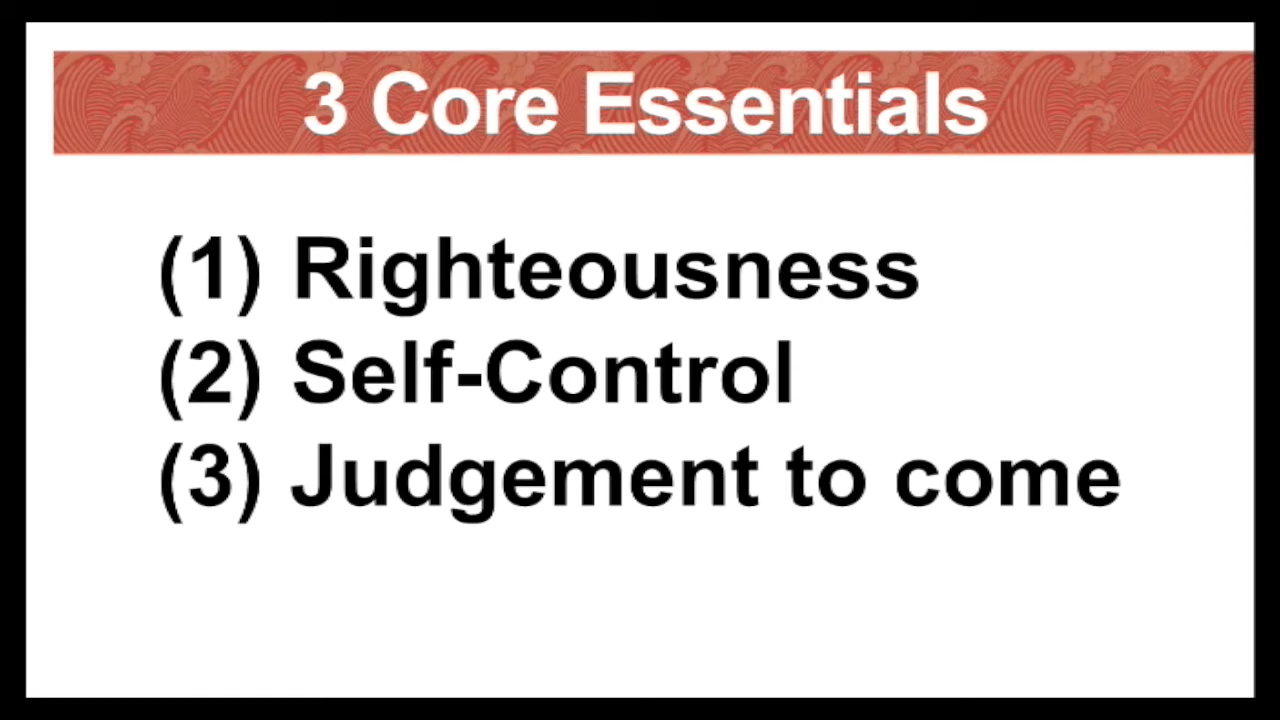 3 Core Essentials
(1) Righteousness
(2) Self-Control
(3) Judgement to come